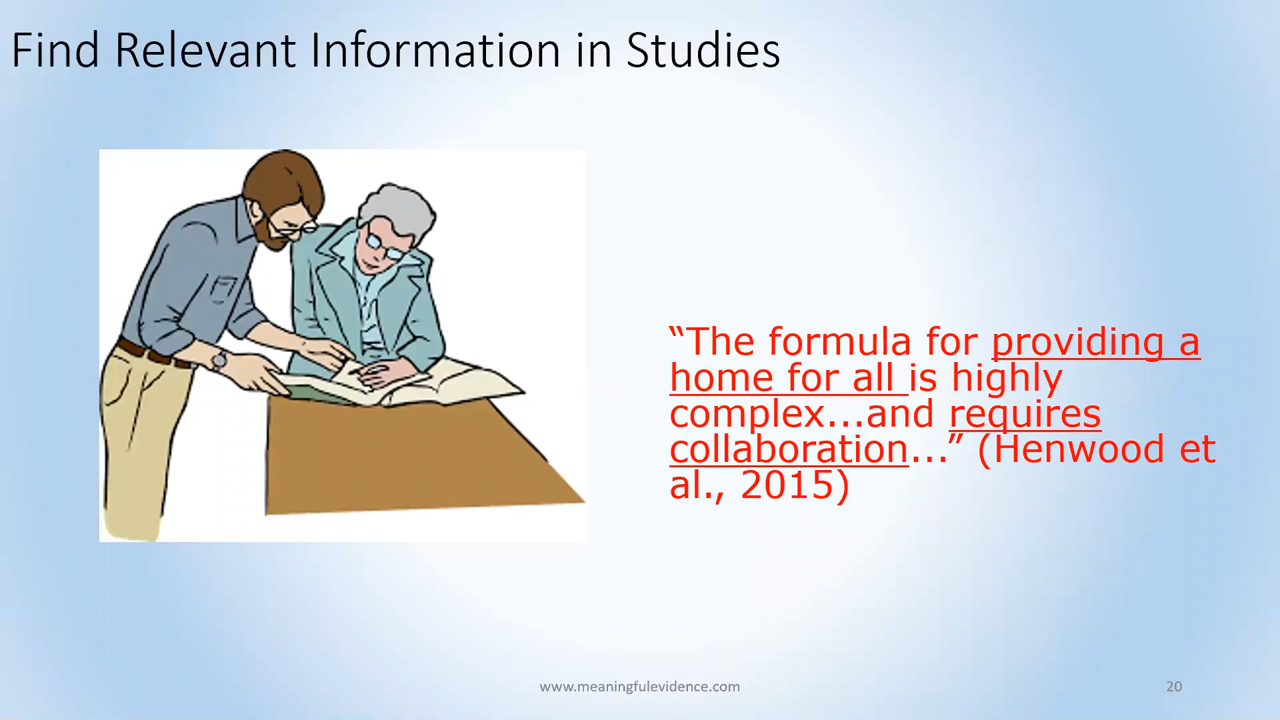 Find Relevant Information in Studies
“The formula for providing a
home for all is highly
complex...and requires
collaboration...” (Henwood et
al., 2015)
www.meaningfulevidence.com
20